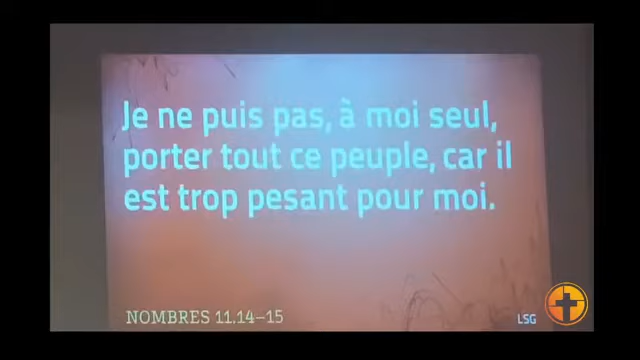 Je ne puis pas, à moi seul,
porter tout ce peuple, car il
est trop pesant pour moi.
NOMBRES 11.14-15
LSG